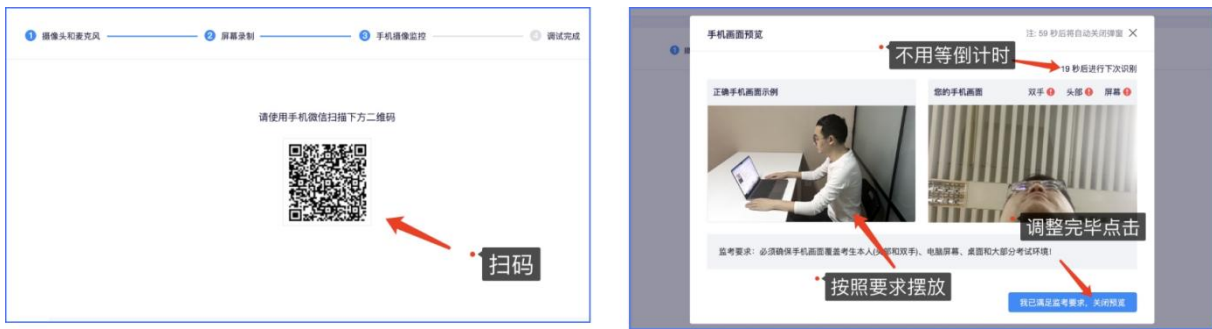 1 摄像头和麦克风 2 屏幕录制 3 手机摄像监控 4 调试完成
请使用手机微信扫描下方二维码
扫码
手机画面预览 注: 59 秒后将自动关闭弹窗
不用等倒计时
19 秒后进行下次识别
正确手机画面示例
您的手机画面 双手 头部 屏幕
调整完毕点击
监考要求：必须确保手机画面覆盖考生本人(头部和双手)、电脑屏幕、桌面和大部分考试环境!
按照要求摆放
我已满足监考要求，关闭预览